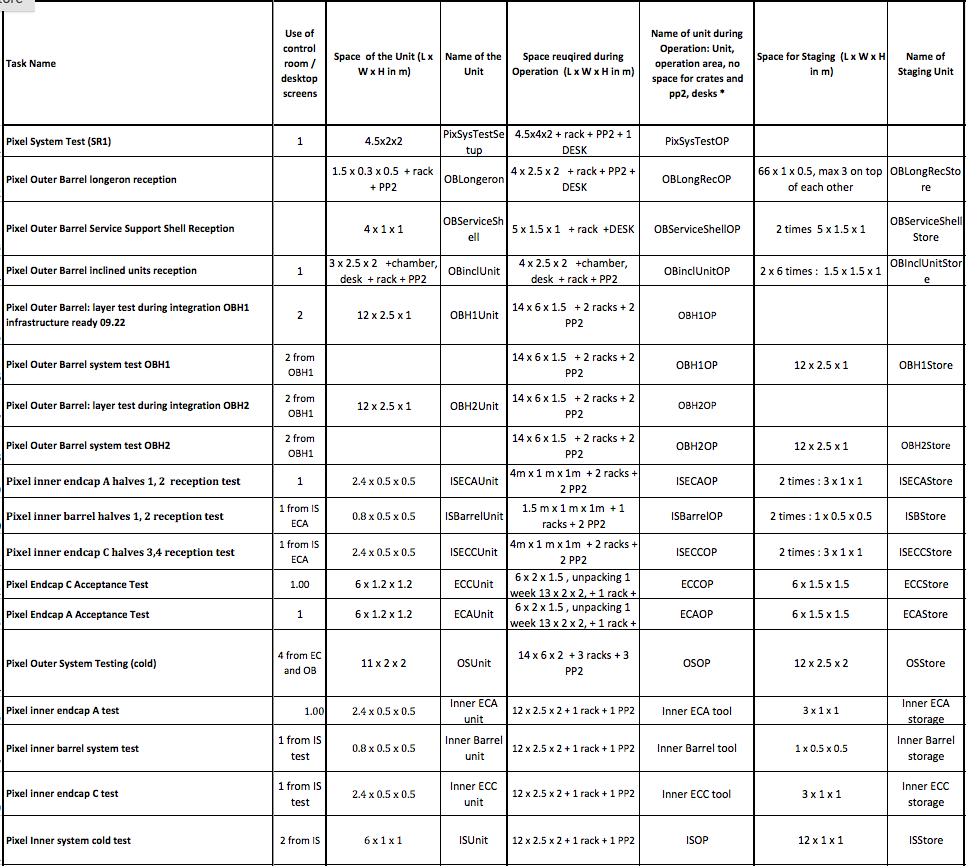 Task Name
Use of
control
room /
desktop
screens
Space of the Unit (L x
W x H in m)
Name of the
Unit
Space reuqired during
Operation (L x W x H in m)
Name of unit during
Operation: Unit,
operation area, no
space for crates and
pp2, desks *
Space for Staging (L x W x H
in m)
Name of
Staging Unit
Pixel System Test (SR1)
1
4.5x2x2
PixSysTestSe
tup
4.5x4x2 + rack + PP2 + 1
DESK
PixSysTestOP
Pixel Outer Barrel longeron reception
1.5 x 0.3 x 0.5 + rack
+ PP2
OBLongeron
4 x 2.5 x 2 + rack + PP2 +
DESK
OBLongRecOP
66 x 1 x 0.5, max 3 on top
of each other
OBLongRecSto
re
Pixel Outer Barrel Service Support Shell Reception
4 x 1 x 1
OBServiceSh
ell
5 x 1.5 x 1 + rack +DESK
OBServiceShellOP
2 times 5 x 1.5 x 1
OBServiceShell
Store
Pixel Outer Barrel inclined units reception
1
3 x 2.5 x 2 +chamber,
desk + rack + PP2
OBinclUnit
4 x 2.5 x 2 +chamber,
desk + rack + PP2
OBinclUnitOP
2 x 6 times : 1.5 x 1.5 x 1
OBInclUnitStor
e
Pixel Outer Barrel: layer test during integration OBH1
infrastructure ready 09.22
2
12 x 2.5 x 1
OBH1Unit
14 x 6 x 1.5 + 2 racks + 2
PP2
OBH1OP
Pixel Outer Barrel system test OBH1
2 from
OBH1
14 x 6 x 1.5 + 2 racks + 2
PP2
OBH1OP
12 x 2.5 x 1
OBH1Store
Pixel Outer Barrel: layer test during integration OBH2
2 from
OBH1
12 x 2.5 x 1
OBH2Unit
14 x 6 x 1.5 + 2 racks + 2
PP2
OBH2OP
Pixel Outer Barrel system test OBH2
2 from
OBH1
14 x 6 x 1.5 + 2 racks + 2
PP2
OBH2OP
12 x 2.5 x 1
OBH2Store
Pixel inner endcap A halves 1, 2 reception test
1
2.4 x 0.5 x 0.5
ISECAUnit
4m x 1 m x 1m + 2 racks +
2 PP2
ISECAOP
2 times : 3 x 1 x 1
ISECAStore
Pixel inner barrel halves 1, 2 reception test
1 from IS
ECA
0.8 x 0.5 x 0.5
ISBarrelUnit
1.5 m x 1 m x 1m + 1
racks + 2 PP2
ISBarrelOP
2 times : 1 x 0.5 x 0.5
ISBStore
Pixel inner endcap C halves 3,4 reception test
1 from IS
ECA
2.4 x 0.5 x 0.5
ISECCUnit
4m x 1 m x 1m + 2 racks +
2 PP2
ISECCOP
2 times : 3 x 1 x 1
ISECCStore
Pixel Endcap C Acceptance Test
1.00
6 x 1.2 x 1.2
ECCUnit
6 x 2 x 1.5 , unpacking 1
week 13 x 2 x 2, + 1 rack +
ECCOP
6 x 1.5 x 1.5
ECCStore
Pixel Endcap A Acceptance Test
1
6 x 1.2 x 1.2
ECAUnit
6 x 2 x 1.5 , unpacking 1
week 13 x 2 x 2, + 1 rack +
ECAOP
6 x 1.5 x 1.5
ECAStore
Pixel Outer System Testing (cold)
4 from EC
and OB
11 x 2 x 2
OSUnit
14 x 6 x 2 + 3 racks + 3
PP2
OSOP
12 x 2.5 x 2
OSStore
Pixel inner endcap A test
1.00
2.4 x 0.5 x 0.5
Inner ECA
unit
12 x 2.5 x 2 + 1 rack + 1 PP2
Inner ECA tool
3 x 1 x 1
Inner ECA
storage
Pixel inner barrel system test
1 from IS
test
0.8 x 0.5 x 0.5
Inner Barrel
unit
12 x 2.5 x 2 + 1 rack + 1 PP2
Inner Barrel tool
1 x 0.5 x 0.5
Inner Barrel
storage
Pixel inner endcap C test
1 from IS
test
2.4 x 0.5 x 0.5
Inner ECC
unit
12 x 2.5 x 2 + 1 rack + 1 PP2
Inner ECC tool
3 x 1 x 1
Inner ECC
storage
Pixel Inner system cold test
2 from IS
6 x 1 x 1
ISUnit
12 x 2.5 x 2 + 1 rack + 1 PP2
ISOP
12 x 1 x 1
ISStore